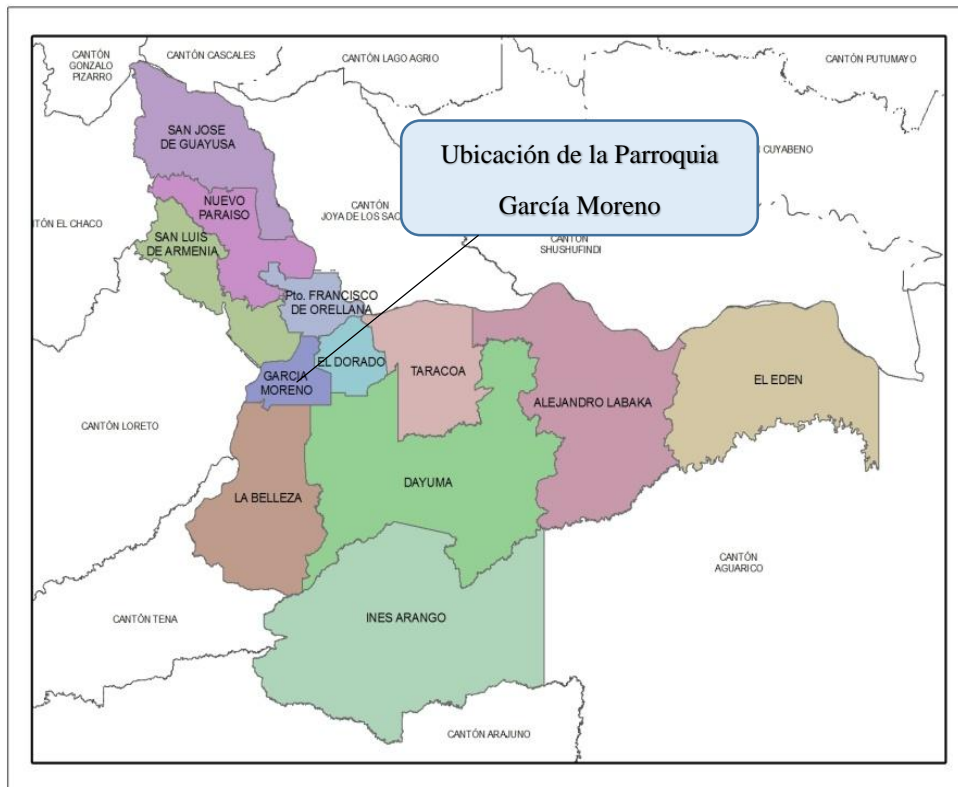 CANTÓN
GONZALO
PIZARRO
CANTÓN CASCALES
CANTÓN LAGO AGRIO
CANTÓN PUTUMAYO
SAN JOSE
DE GUAYUSA
Ubicación de la Parroquia
García Moreno
CUYABENO
NUEVO
PARAISO
CANTÓN
JOYA DE LOS SAC
NTÓN EL CHACO
SAN LUIS
DE ARMENIA
CANTÓN
SHUSHUFINDI
Pto. FRANCISCO
DE ORELLANA
EL DORADO
GARCIA
MORENO
TARACOA
ALEJANDRO LABAKA
EL EDEN
CANTÓN LORETO
LA BELLEZA
DAYUMA
CANTÓN
AGUARICO
CANTÓN TENA
INES ARANGO
CANTÓN ARAJUNO